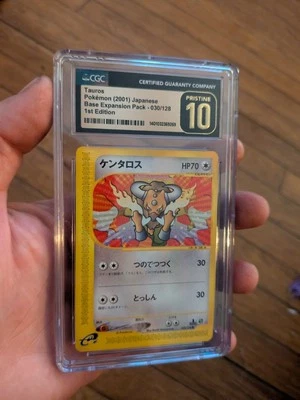 CGC
CERTIFIED GUARANTY COMPANY
Tauros
Pokémon (2001) Japanese
Base Expansion Pack - 030/128
1st Edition
PRISTINE
10
ケンタロス
HP70
つのでつつく
30
とっしん
30
e